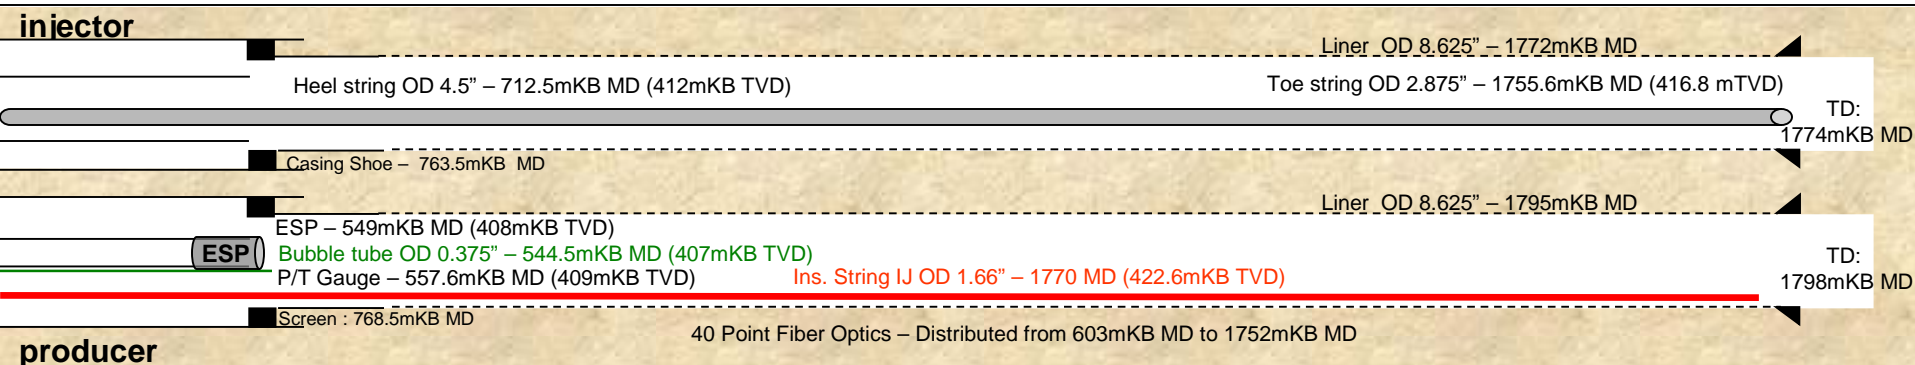 injector
Liner  OD 8.625” – 1772mKB MD
Heel string OD 4.5” – 712.5mKB MD (412mKB TVD)
Toe string OD 2.875” – 1755.6mKB MD (416.8 mTVD)
TD:
1774mKB MD
Casing Shoe –  763.5mKB  MD
Liner  OD 8.625” – 1795mKB MD
ESP – 549mKB MD (408mKB TVD)
ESP
Bubble tube OD 0.375” – 544.5mKB MD (407mKB TVD)
TD:
1798mKB MD
P/T Gauge – 557.6mKB MD (409mKB TVD)
Ins. String IJ OD 1.66” – 1770 MD (422.6mKB TVD)
Screen : 768.5mKB MD
40 Point Fiber Optics – Distributed from 603mKB MD to 1752mKB MD
producer